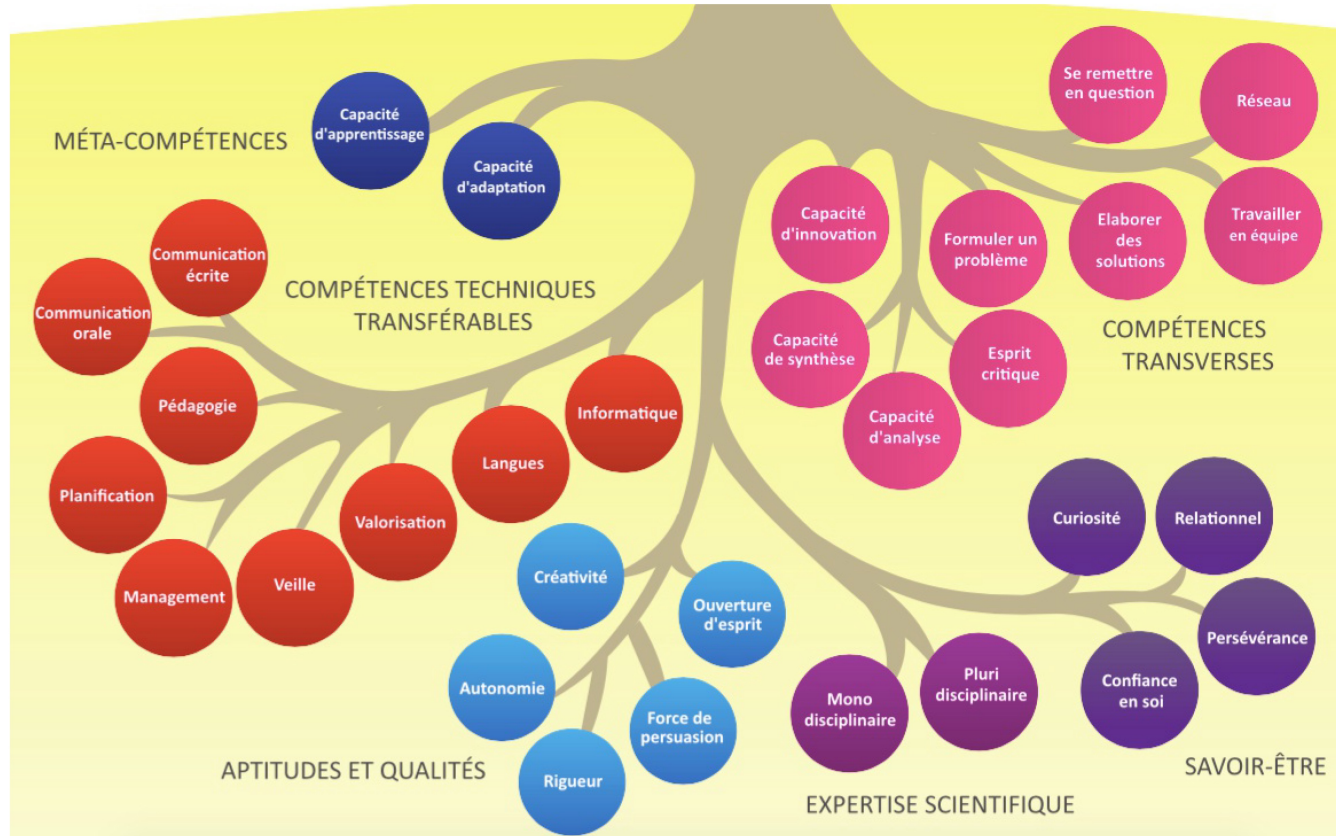 MÉTA-COMPÉTENCES
Capacité
d'apprentissage
Capacité
d'adaptation
COMPÉTENCES TECHNIQUES
TRANSFÉRABLES
Communication
écrite
Communication
orale
Pédagogie
Planification
Management
Veille
Valorisation
Langues
Informatique
APTITUDES ET QUALITÉS
Créativité
Ouverture
d'esprit
Autonomie
Force de
persuasion
Rigueur
EXPERTISE SCIENTIFIQUE
Mono
disciplinaire
Pluri
disciplinaire
SAVOIR-ÊTRE
Curiosité
Relationnel
Persévérance
Confiance
en soi
COMPÉTENCES
TRANSVERSES
Se remettre
en question
Réseau
Travailler
en équipe
Elaborer
des
solutions
Formuler un
problème
Capacité
d'innovation
Capacité
de synthèse
Capacité
d'analyse
Esprit
critique